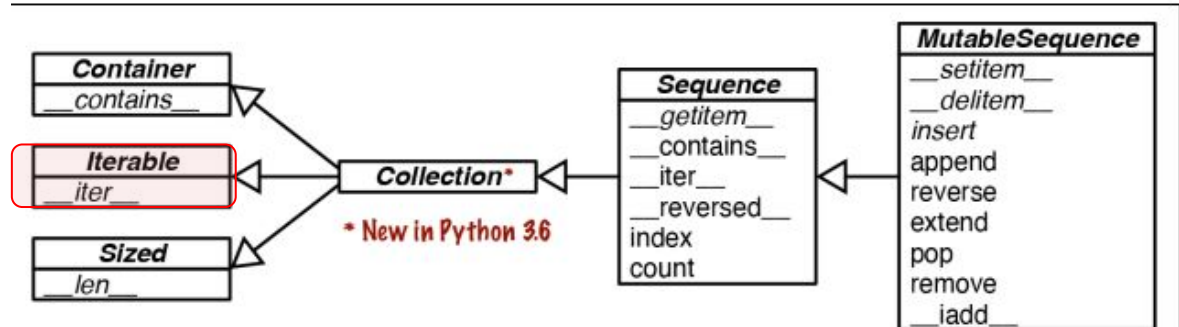 Container
__contains__
Iterable
__iter__
Sized
__len__
Collection*
* New in Python 3.6
Sequence
__getitem__
__contains__
__iter__
__reversed__
index
count
MutableSequence
__setitem__
__delitem__
insert
append
reverse
extend
pop
remove
__iadd__